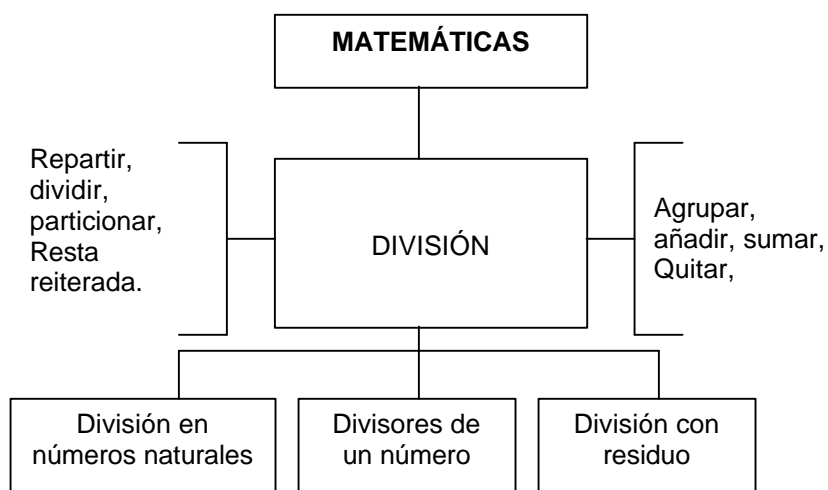 MATEMÁTICAS
Repartir,
dividir,
particionar,
Resta
reiterada.
DIVISIÓN
Agrupar,
añadir, sumar,
Quitar,
División en
números naturales
Divisores de
un número
División con
residuo